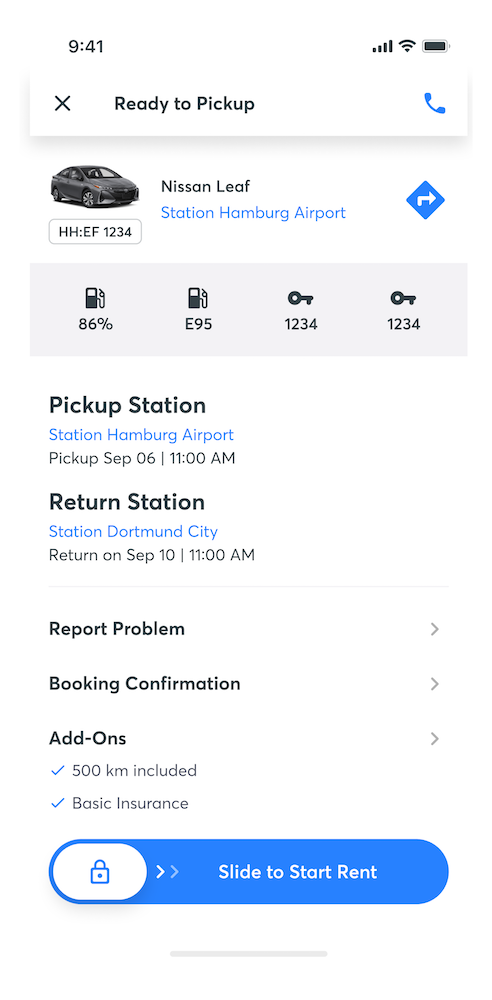 9:41
Ready to Pickup
Nissan Leaf
Station Hamburg Airport
HH:EF 1234
86%
E95
1234
1234
Pickup Station
Station Hamburg Airport
Pickup Sep 06 | 11:00 AM
Return Station
Station Dortmund City
Return on Sep 10 | 11:00 AM
Report Problem
Booking Confirmation
Add-Ons
500 km included
Basic Insurance
Slide to Start Rent